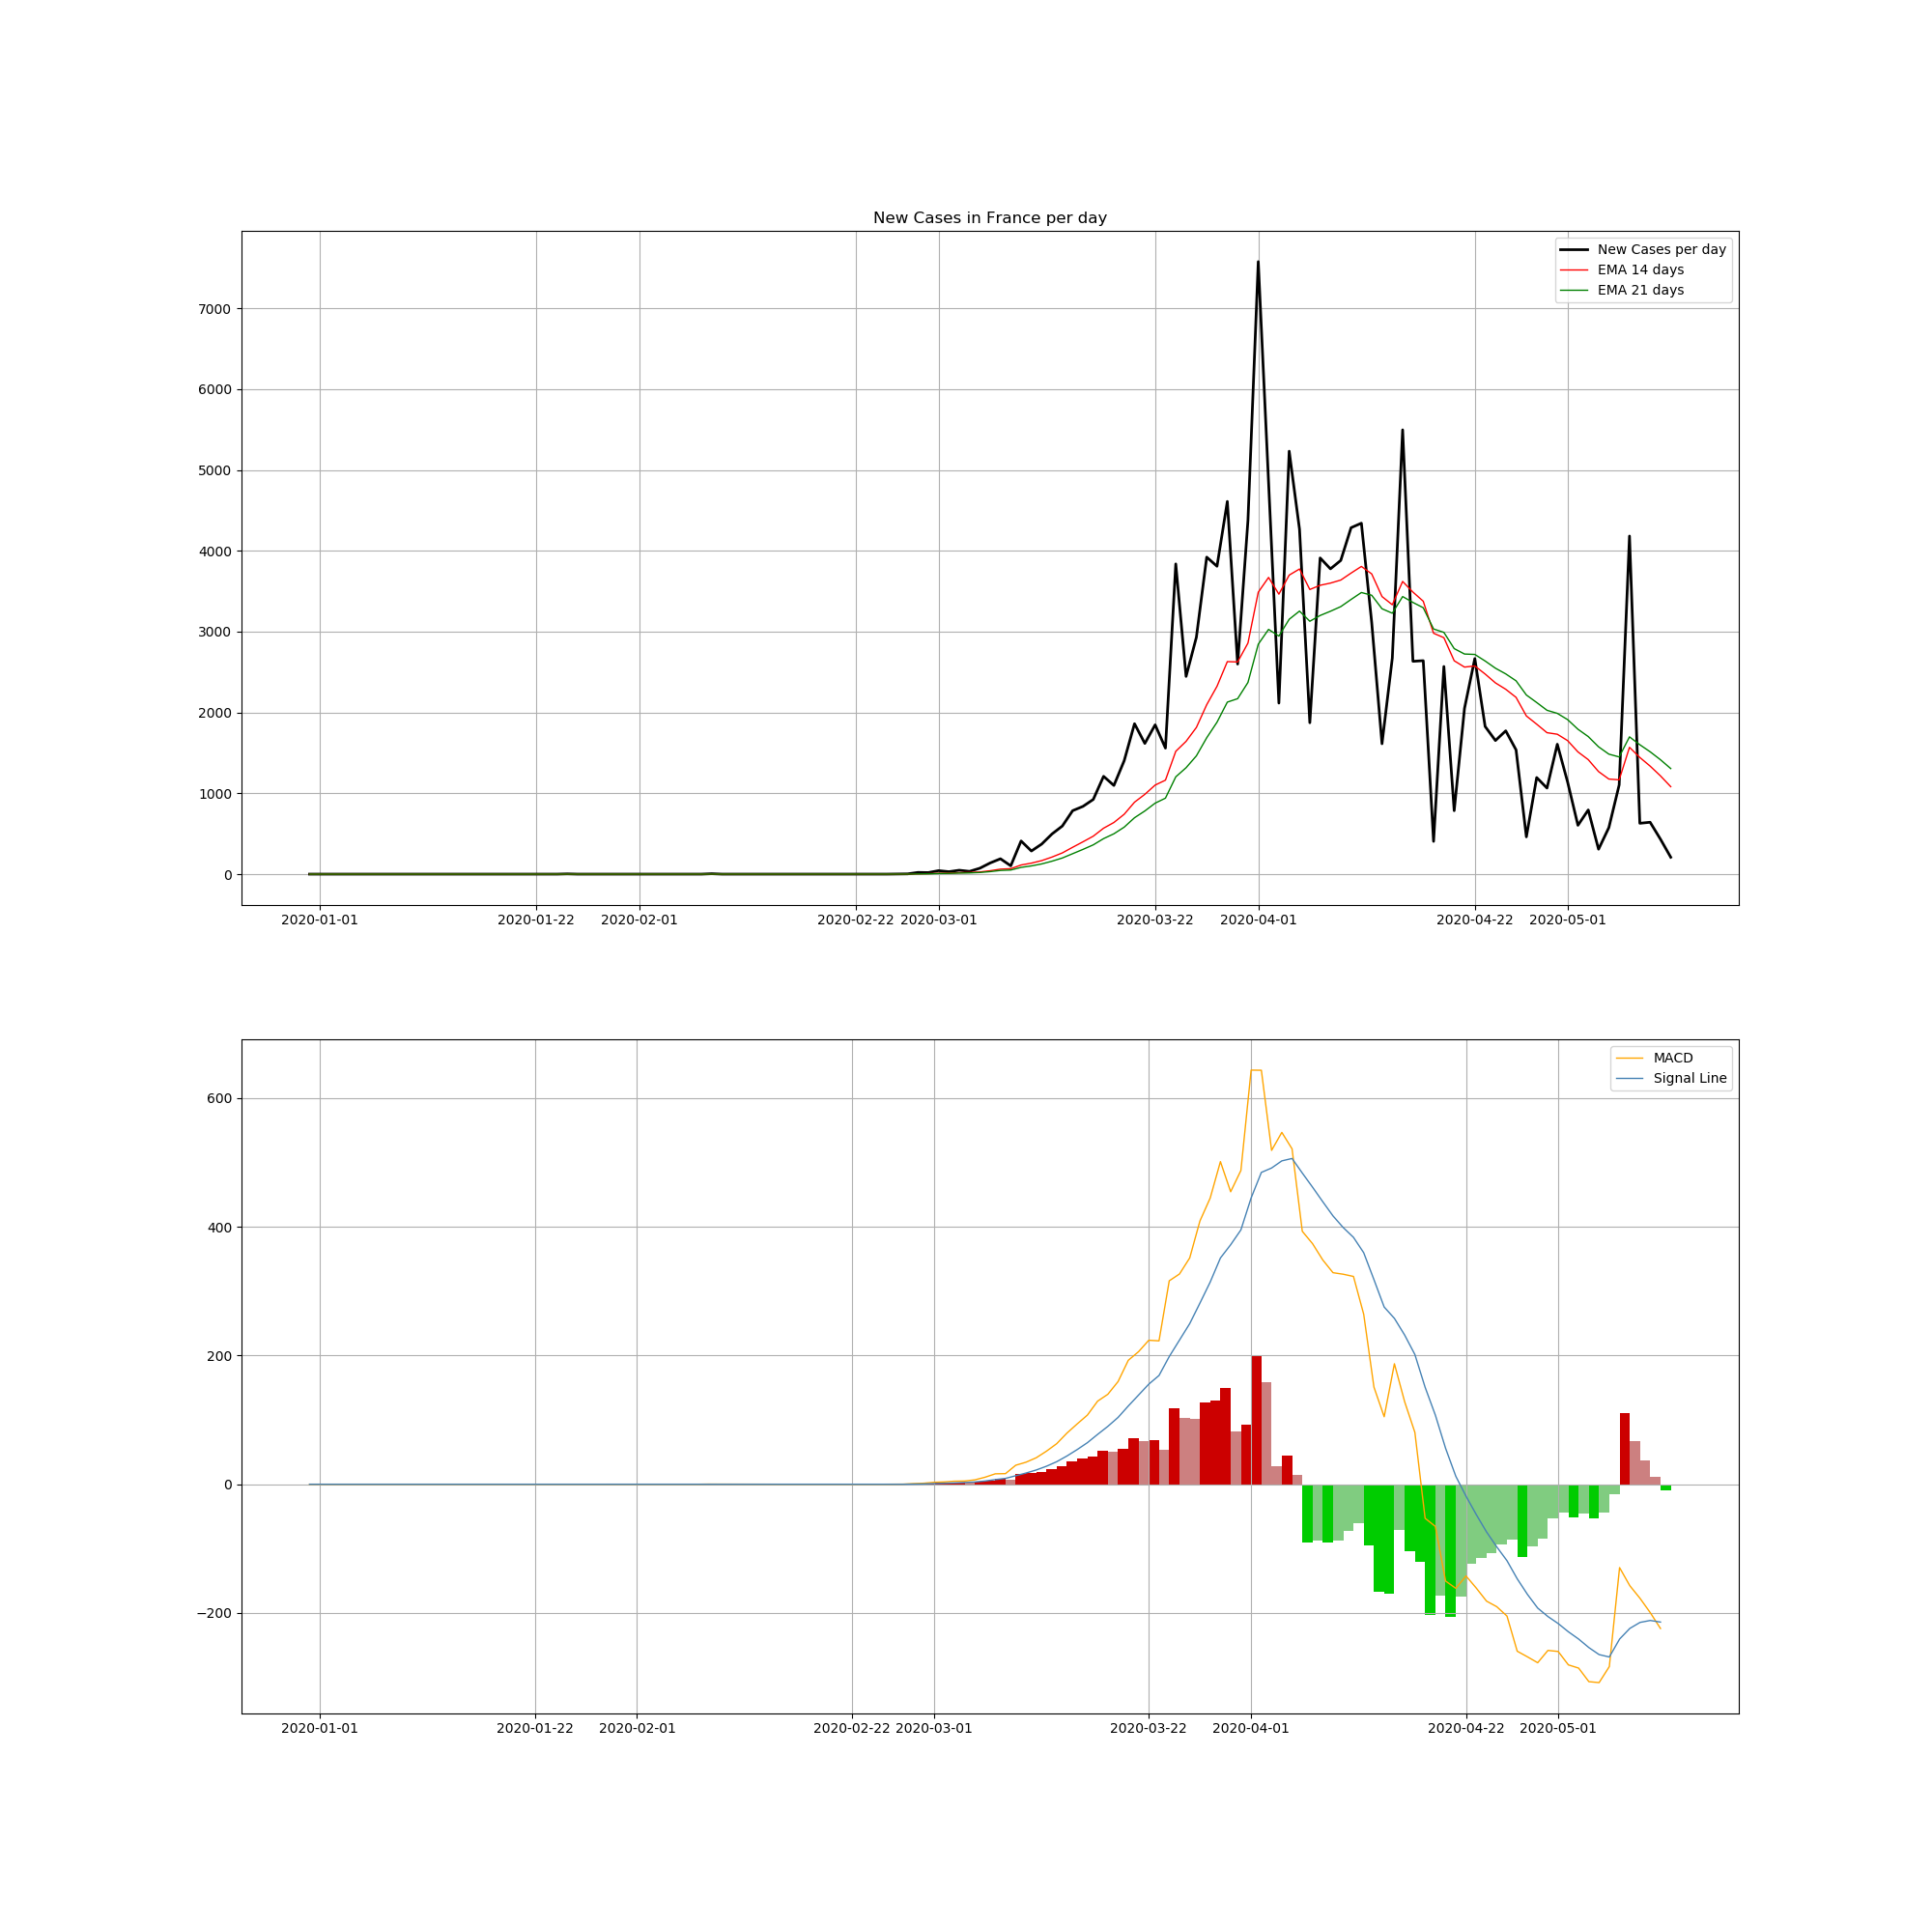 New Cases in France per day
New Cases per day
EMA 14 days
EMA 21 days
7000
6000
5000
4000
3000
2000
1000
0
2020-01-01 2020-01-22 2020-02-01 2020-02-22 2020-03-01 2020-03-22 2020-04-01 2020-04-22 2020-05-01
MACD
Signal Line
600
400
200
0
−200
2020-01-01 2020-01-22 2020-02-01 2020-02-22 2020-03-01 2020-03-22 2020-04-01 2020-04-22 2020-05-01